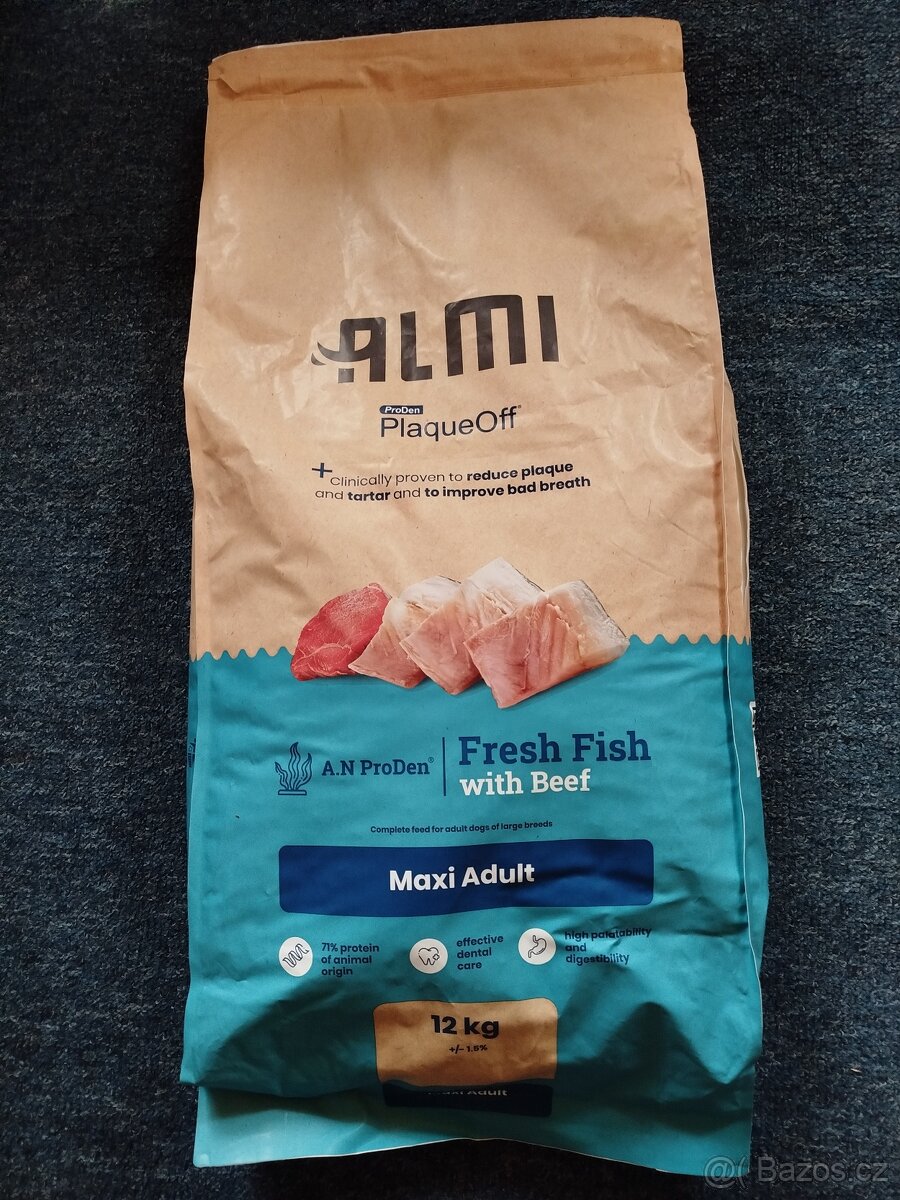 ALMI
ProDen
PlaqueOff®
+ Clinically proven to reduce plaque
and tartar and to improve bad breath
A.N ProDen®
Fresh Fish
with Beef
Complete feed for adult dogs of large breeds
Maxi Adult
71% protein
of animal
origin
effective
dental
care
high palatability
and
digestibility
12 kg
+/- 1.5%
Maxi Adult
@( Bazos.cz